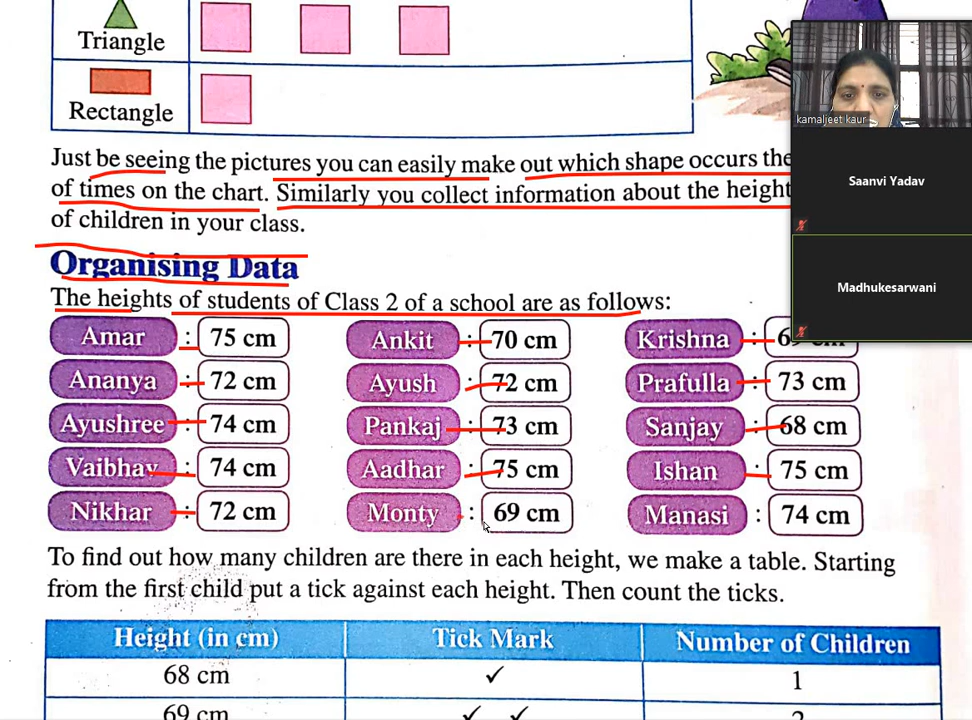 Triangle
Rectangle
kamaljeet kaur
Just be seeing the pictures you can easily make out which shape occurs the
of times on the chart. Similarly you collect information about the height
of children in your class.
Saanvi Yadav
Madhukesarwani
Organising Data
The heights of students of Class 2 of a school are as follows:
Amar : 75 cm Ankit : 70 cm Krishna : cm
Ananya : 72 cm Ayush : 72 cm Prafulla : 73 cm
Ayushree : 74 cm Pankaj : 73 cm Sanjay : 68 cm
Vaibhav : 74 cm Aadhar : 75 cm Ishan : 75 cm
Nikhar : 72 cm Monty : 69 cm Manasi : 74 cm
To find out how many children are there in each height, we make a table. Starting
from the first child put a tick against each height. Then count the ticks.
Height (in cm) Tick Mark Number of Children
68 cm ✓ 1
69 cm ✓ ✓ 2